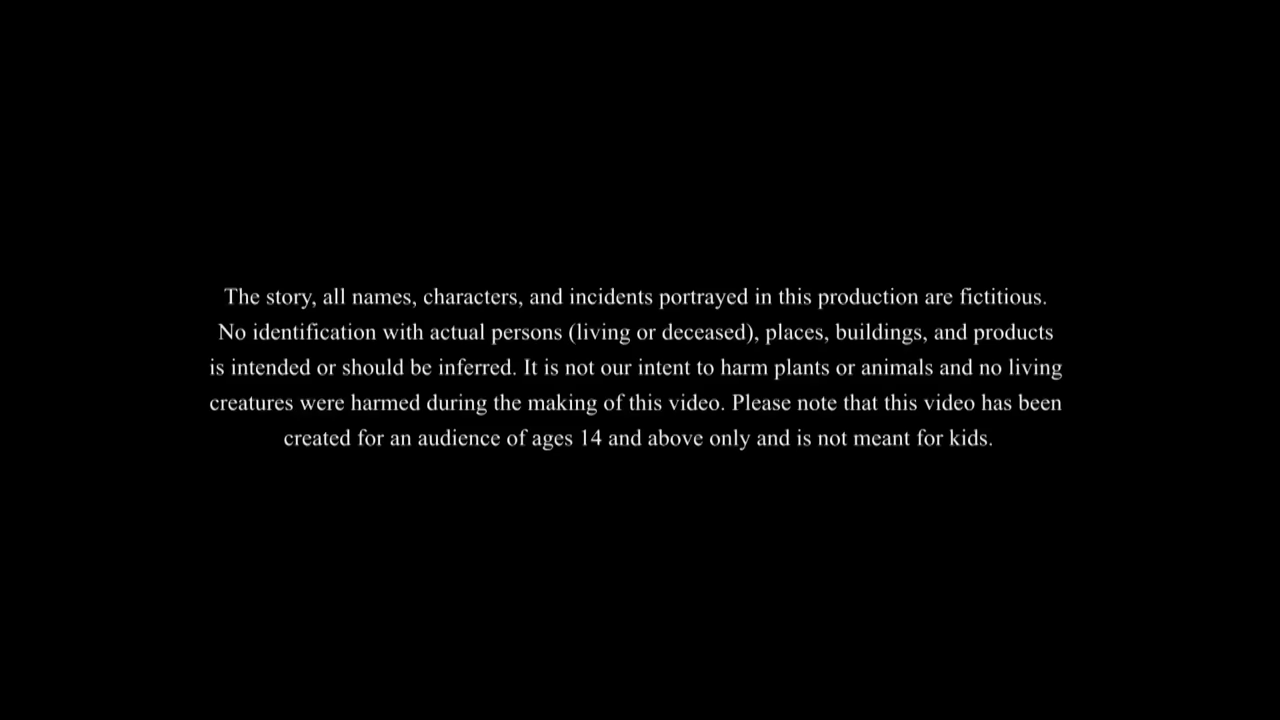 The story, all names, characters, and incidents portrayed in this production are fictitious.
No identification with actual persons (living or deceased), places, buildings, and products
is intended or should be inferred. It is not our intent to harm plants or animals and no living
creatures were harmed during the making of this video. Please note that this video has been
created for an audience of ages 14 and above only and is not meant for kids.